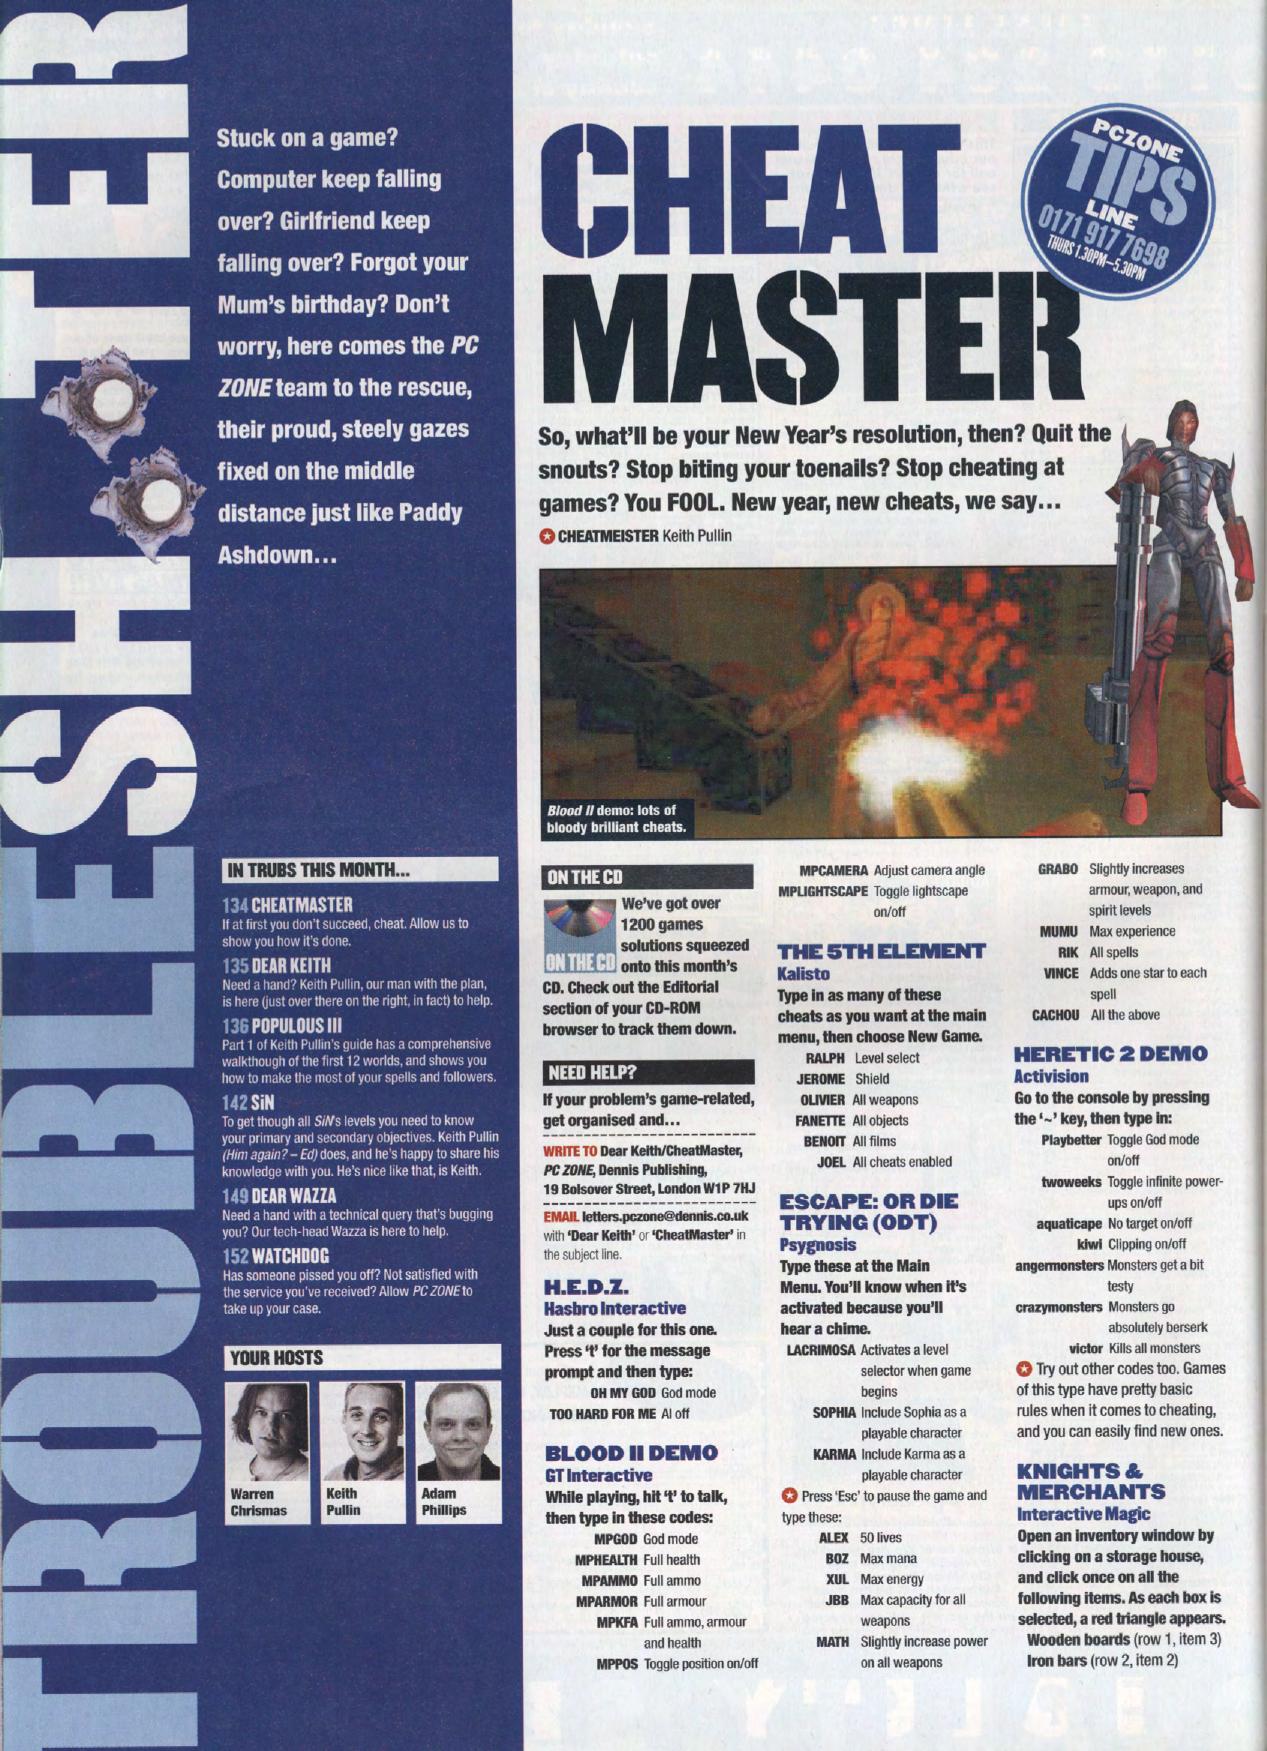 TROUBLESHOOTER
Stuck on a game?
Computer keep falling
over? Girlfriend keep
falling over? Forgot your
Mum's birthday? Don't
worry, here comes the PC
ZONE team to the rescue,
their proud, steely gazes
fixed on the middle
distance just like Paddy
Ashdown...
IN TRUBS THIS MONTH...
134 CHEATMASTER
If at first you don't succeed, cheat. Allow us to
show you how it's done.
135 DEAR KEITH
Need a hand? Keith Pullin, our man with the plan,
is here (just over there on the right, in fact) to help.
136 POPULOUS III
Part 1 of Keith Pullin's guide has a comprehensive
walkthough of the first 12 worlds, and shows you
how to make the most of your spells and followers.
142 SiN
To get though all SiN's levels you need to know
your primary and secondary objectives. Keith Pullin
(Him again? – Ed) does, and he's happy to share his
knowledge with you. He's nice like that, is Keith.
149 DEAR WAZZA
Need a hand with a technical query that's bugging
you? Our tech-head Wazza is here to help.
152 WATCHDOG
Has someone pissed you off? Not satisfied with
the service you've received? Allow PC ZONE to
take up your case.
YOUR HOSTS
Warren
Chrismas
Keith
Pullin
Adam
Phillips
CHEAT
MASTER
PCZONE
TIPS
LINE
0171 917 7698
THURS 1.30PM–5.30PM
So, what'll be your New Year's resolution, then? Quit the
snouts? Stop biting your toenails? Stop cheating at
games? You FOOL. New year, new cheats, we say...
CHEATMEISTER Keith Pullin
Blood II demo: lots of
bloody brilliant cheats.
ON THE CD
ON THE CD
We've got over
1200 games
solutions squeezed
onto this month's
CD. Check out the Editorial
section of your CD-ROM
browser to track them down.
NEED HELP?
If your problem's game-related,
get organised and...
WRITE TO Dear Keith/CheatMaster,
PC ZONE, Dennis Publishing,
19 Bolsover Street, London W1P 7HJ
EMAIL letters.pczone@dennis.co.uk
with 'Dear Keith' or 'CheatMaster' in
the subject line.
H.E.D.Z.
Hasbro Interactive
Just a couple for this one.
Press 't' for the message
prompt and then type:
OH MY GOD God mode
TOO HARD FOR ME AI off
BLOOD II DEMO
GT Interactive
While playing, hit 't' to talk,
then type in these codes:
MPGOD God mode
MPHEALTH Full health
MPAMMO Full ammo
MPARMOR Full armour
MPKFA Full ammo, armour
and health
MPPOS Toggle position on/off
MPCAMERA Adjust camera angle
MPLIGHTSCAPE Toggle lightscape
on/off
THE 5TH ELEMENT
Kalisto
Type in as many of these
cheats as you want at the main
menu, then choose New Game.
RALPH Level select
JEROME Shield
OLIVIER All weapons
FANETTE All objects
BENOIT All films
JOEL All cheats enabled
ESCAPE: OR DIE
TRYING (ODT)
Psygnosis
Type these at the Main
Menu. You'll know when it's
activated because you'll
hear a chime.
LACRIMOSA Activates a level
selector when game
begins
SOPHIA Include Sophia as a
playable character
KARMA Include Karma as a
playable character
Press 'Esc' to pause the game and
type these:
ALEX 50 lives
BOZ Max mana
XUL Max energy
JBB Max capacity for all
weapons
MATH Slightly increase power
on all weapons
GRABO Slightly increases
armour, weapon, and
spirit levels
MUMU Max experience
RIK All spells
VINCE Adds one star to each
spell
CACHOU All the above
HERETIC 2 DEMO
Activision
Go to the console by pressing
the '~' key, then type in:
Playbetter Toggle God mode
on/off
twoweeks Toggle infinite power-
ups on/off
aquaticape No target on/off
kiwi Clipping on/off
angermonsters Monsters get a bit
testy
crazymonsters Monsters go
absolutely berserk
victor Kills all monsters
Try out other codes too. Games
of this type have pretty basic
rules when it comes to cheating,
and you can easily find new ones.
KNIGHTS &
MERCHANTS
Interactive Magic
Open an inventory window by
clicking on a storage house,
and click once on all the
following items. As each box is
selected, a red triangle appears.
Wooden boards (row 1, item 3)
Iron bars (row 2, item 2)